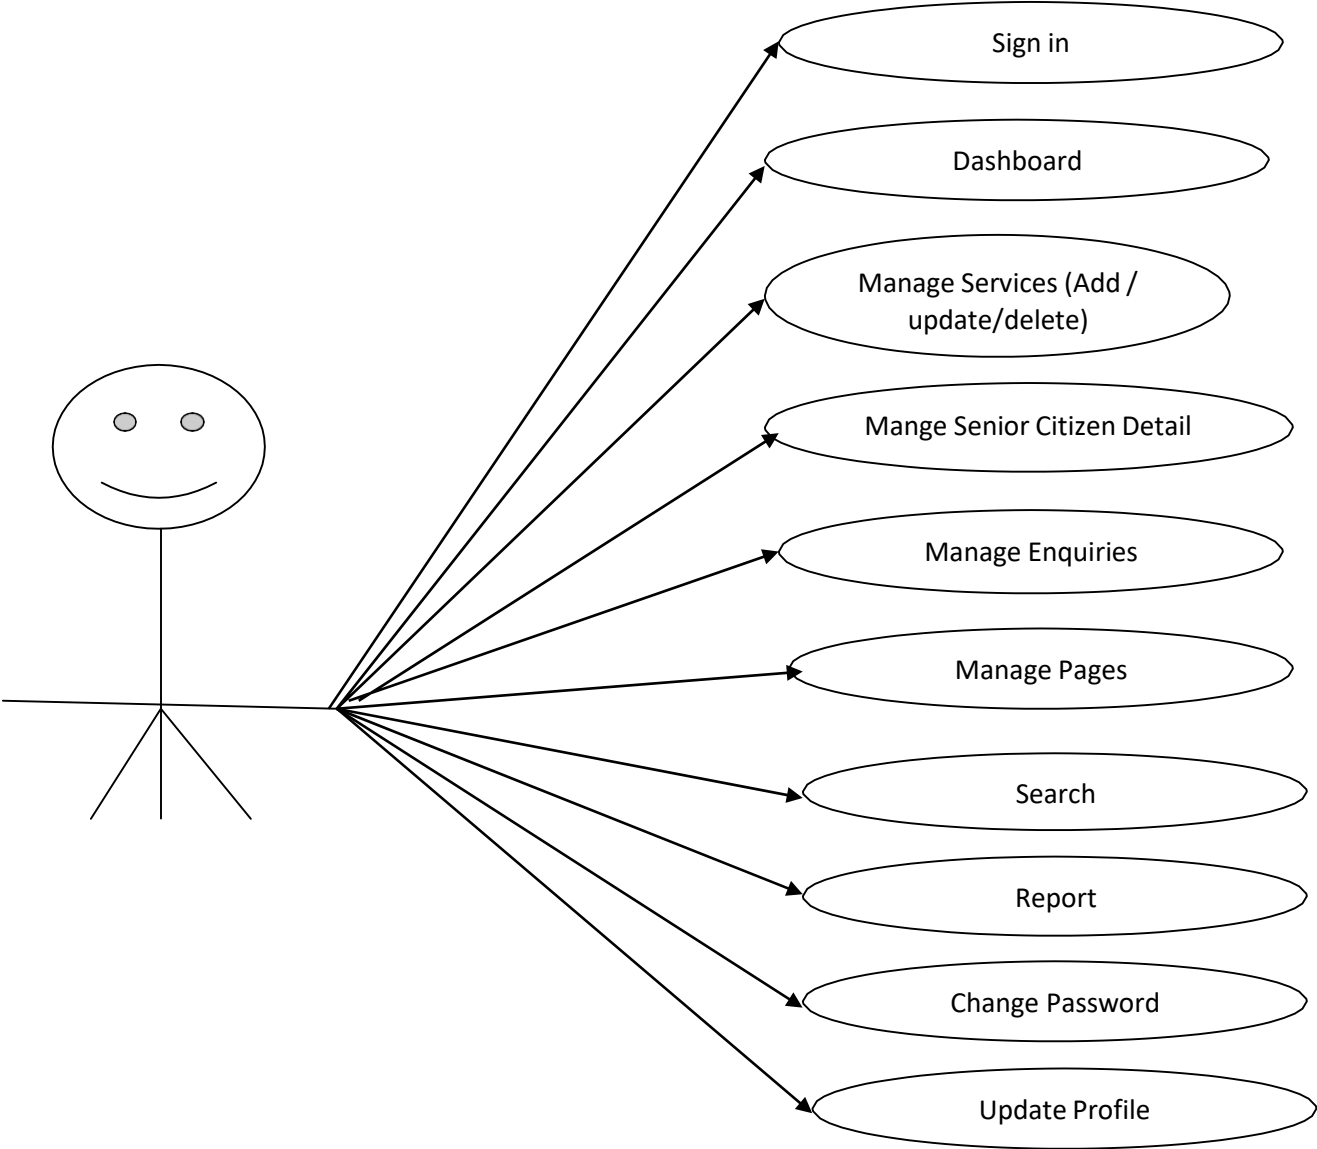 Sign in
Dashboard
Manage Services (Add /
update/delete)
Mange Senior Citizen Detail
Manage Enquiries
Manage Pages
Search
Report
Change Password
Update Profile